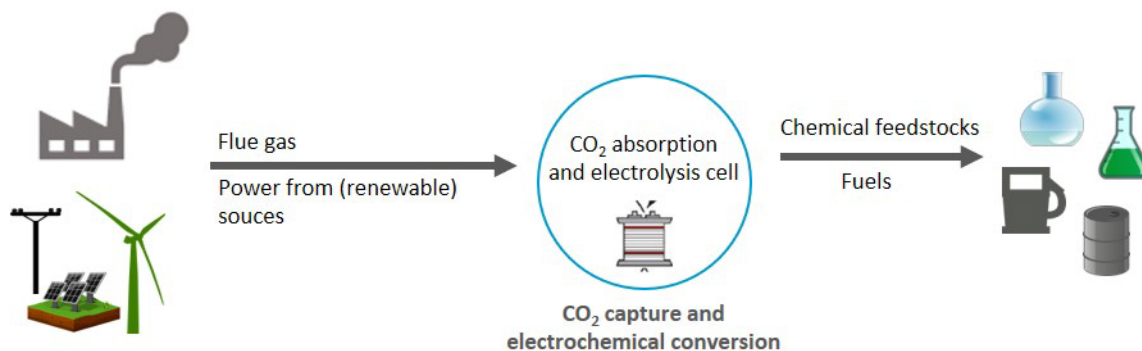 Flue gas
Power from (renewable)
souces
CO₂ absorption
and electrolysis cell
CO₂ capture and
electrochemical conversion
Chemical feedstocks
Fuels